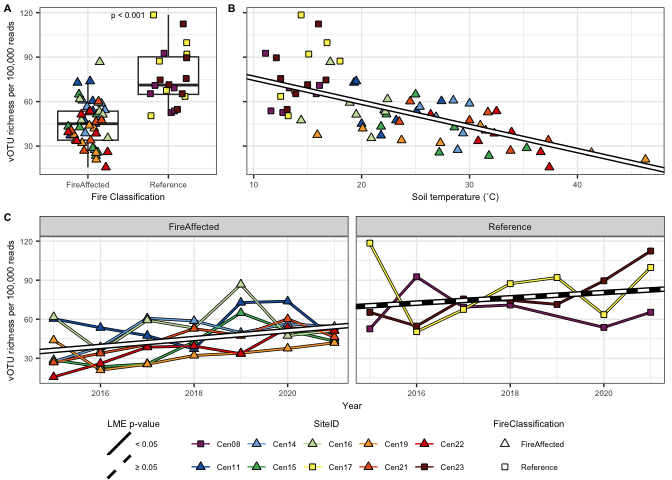 A
B
vOTU richness per 100,000 reads
120
90
60
30
p < 0.001
FireAffected
Reference
Fire Classification
10
20
30
40
Soil temperature (˚C)
C
FireAffected
Reference
vOTU richness per 100,000 reads
120
90
60
30
2016
2018
2020
2016
2018
2020
Year
LME p-value
SiteID
FireClassification
< 0.05
Cen08
Cen14
Cen16
Cen19
Cen22
FireAffected
≥ 0.05
Cen11
Cen15
Cen17
Cen21
Cen23
Reference